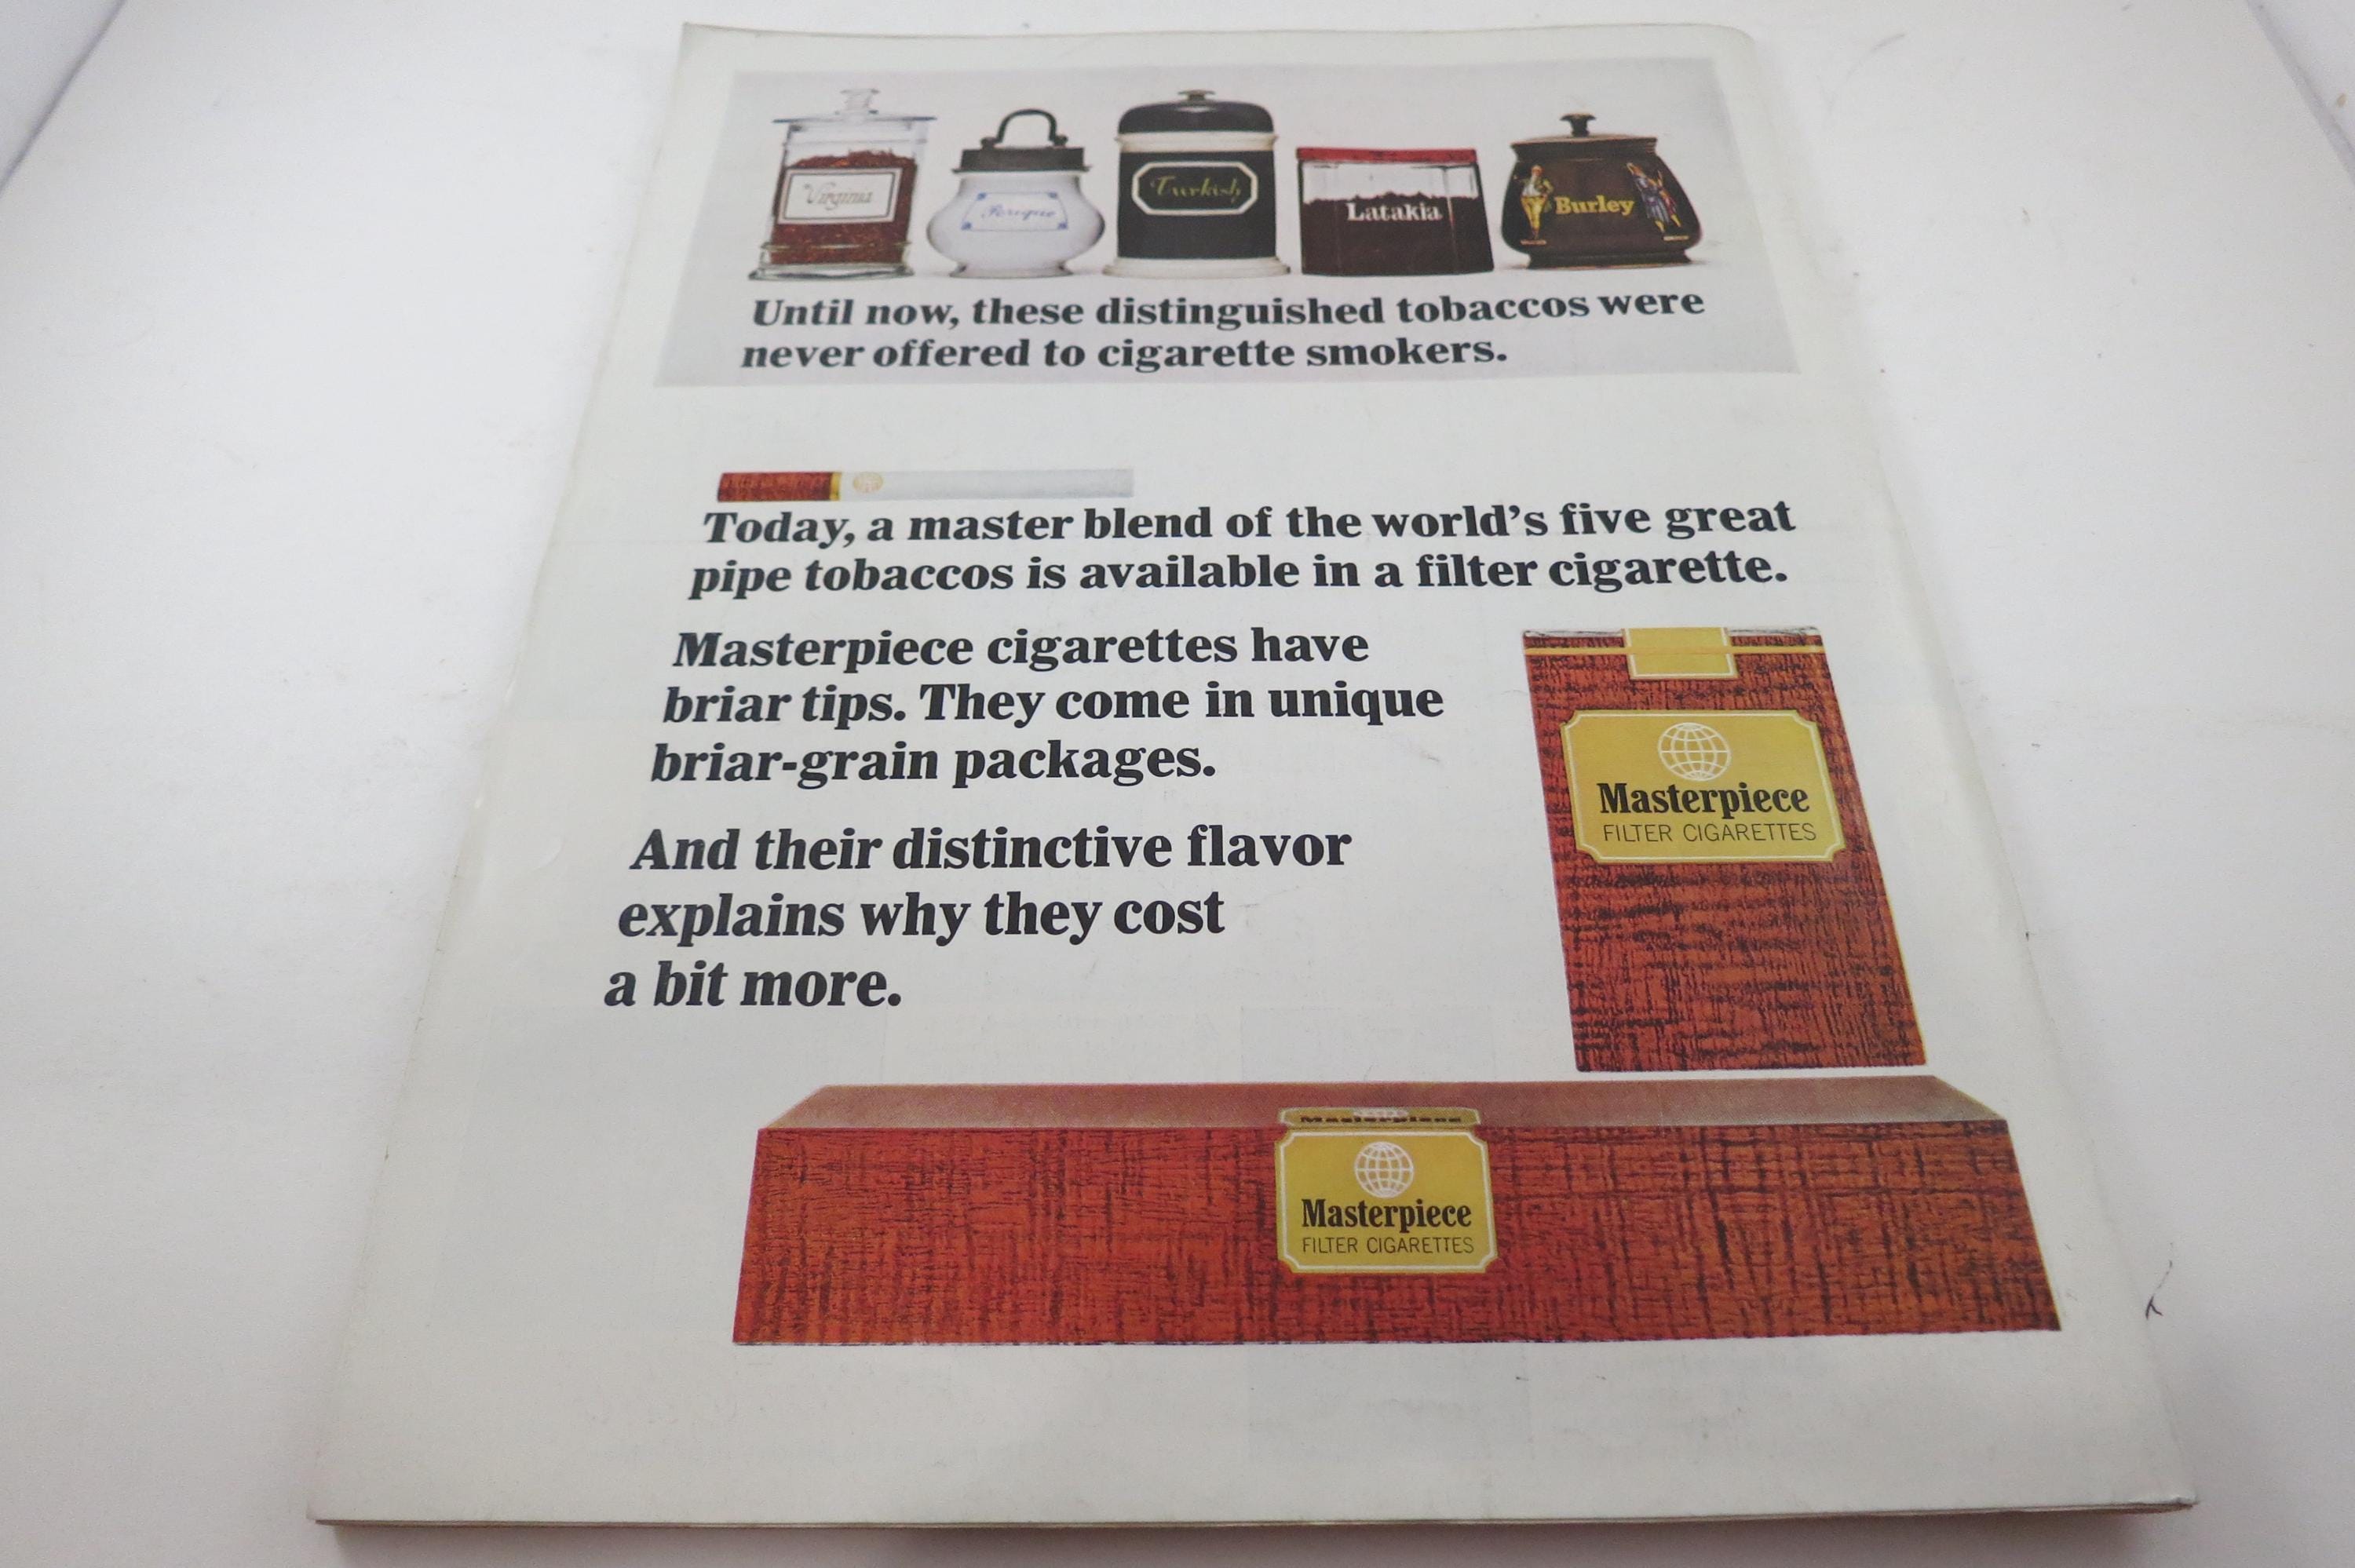 Virginia
Perique
Turkish
Latakia
Burley
Until now, these distinguished tobaccos were
never offered to cigarette smokers.
Today, a master blend of the world's five great
pipe tobaccos is available in a filter cigarette.
Masterpiece cigarettes have
briar tips. They come in unique
briar-grain packages.
And their distinctive flavor
explains why they cost
a bit more.
Masterpiece
FILTER CIGARETTES
Masterpiece
Masterpiece
FILTER CIGARETTES